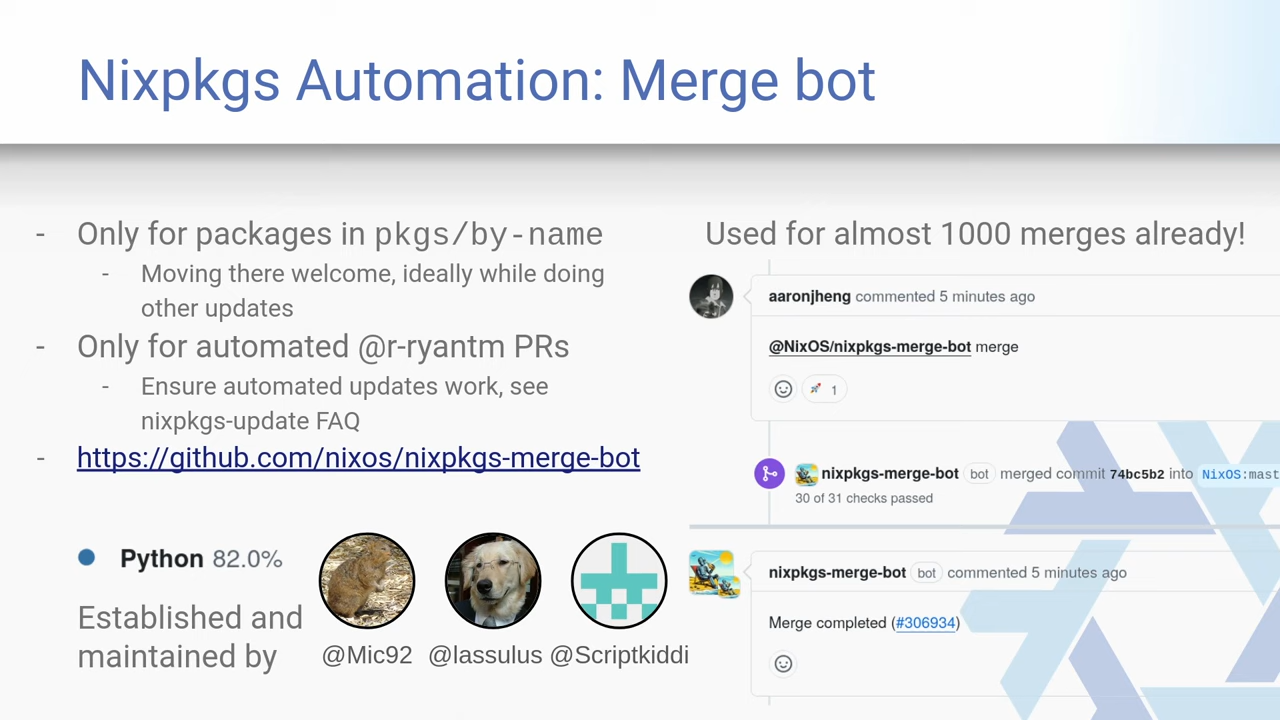 Nixpkgs Automation: Merge bot
- Only for packages in pkgs/by-name
- Moving there welcome, ideally while doing
other updates
- Only for automated @r-ryantm PRs
- Ensure automated updates work, see
nixpkgs-update FAQ
- https://github.com/nixos/nixpkgs-merge-bot
Python 82.0%
Established and
maintained by
@Mic92 @lassulus @Scriptkiddi
Used for almost 1000 merges already!
aaronjheng commented 5 minutes ago
@NixOS/nixpkgs-merge-bot merge
1
nixpkgs-merge-bot bot merged commit 74bc5b2 into NixOS:mast
30 of 31 checks passed
nixpkgs-merge-bot bot commented 5 minutes ago
Merge completed (#306934)